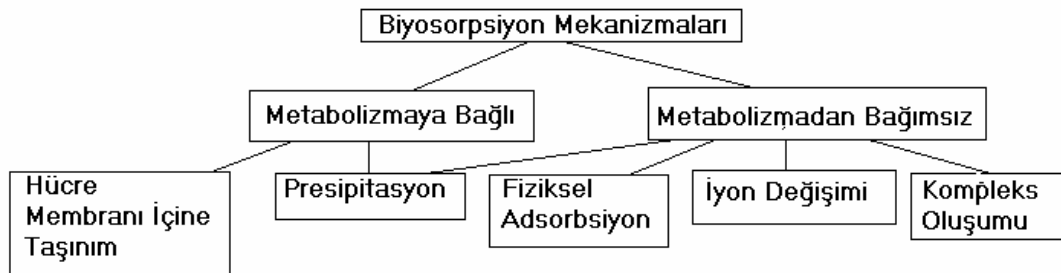 Biyosorpsiyon Mekanizmaları
Metabolizmaya Bağlı
Metabolizmadan Bağımsız
Hücre
Membranı İçine
Taşınım
Presipitasyon
Fiziksel
Adsorbsiyon
İyon Değişimi
Kompleks
Oluşumu